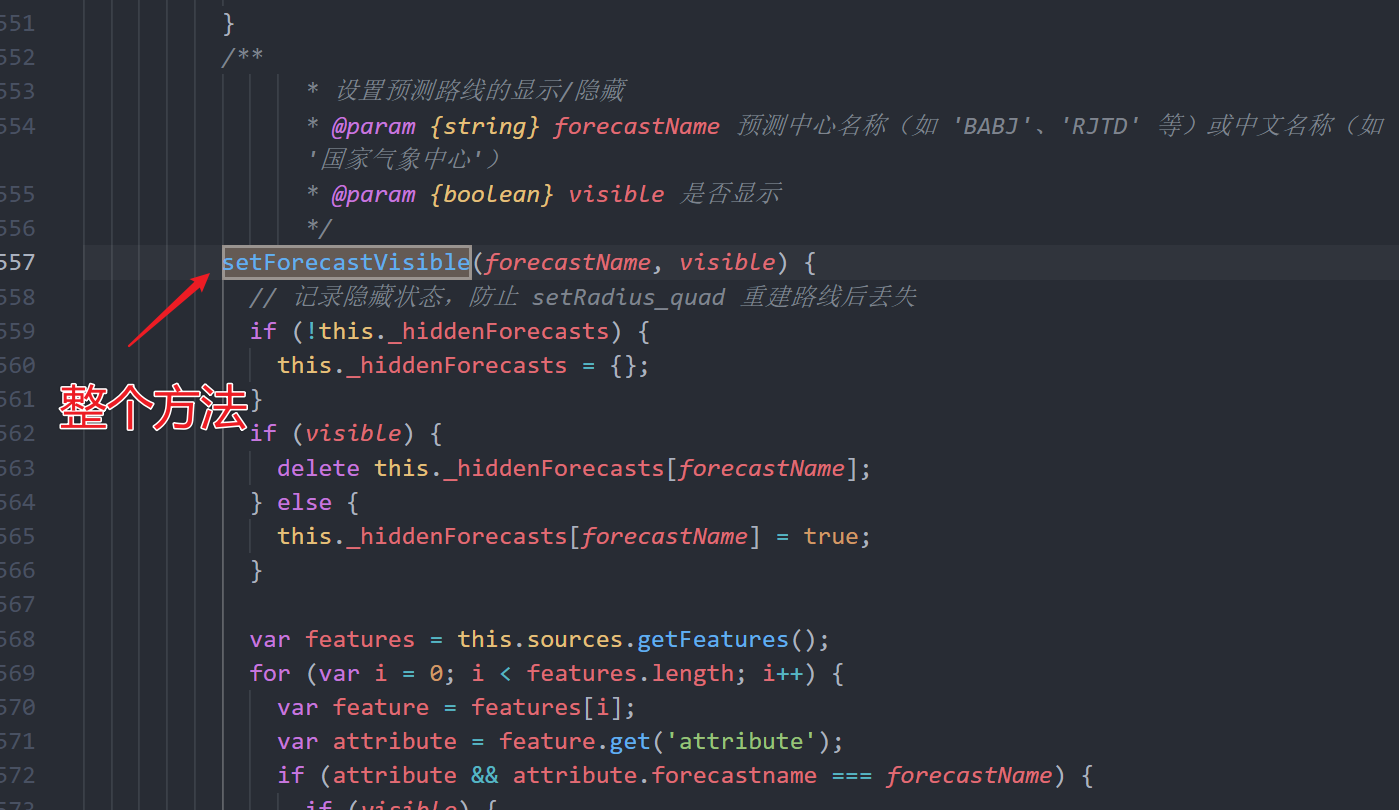 551 }
552 /**
553 * 设置预测路线的显示/隐藏
554 * @param {string} forecastName 预测中心名称（如 'BABJ'、'RJTD' 等）或中文名称（如
'国家气象中心'）
555 * @param {boolean} visible 是否显示
556 */
557 setForecastVisible(forecastName, visible) {
558 // 记录隐藏状态，防止 setRadius_quad 重建路线后丢失
559 if (!this._hiddenForecasts) {
560 this._hiddenForecasts = {};
561 }
整个方法
562 if (visible) {
563 delete this._hiddenForecasts[forecastName];
564 } else {
565 this._hiddenForecasts[forecastName] = true;
566 }
567
568 var features = this.sources.getFeatures();
569 for (var i = 0; i < features.length; i++) {
570 var feature = features[i];
571 var attribute = feature.get('attribute');
572 if (attribute && attribute.forecastname === forecastName) {
573 if (visible) {